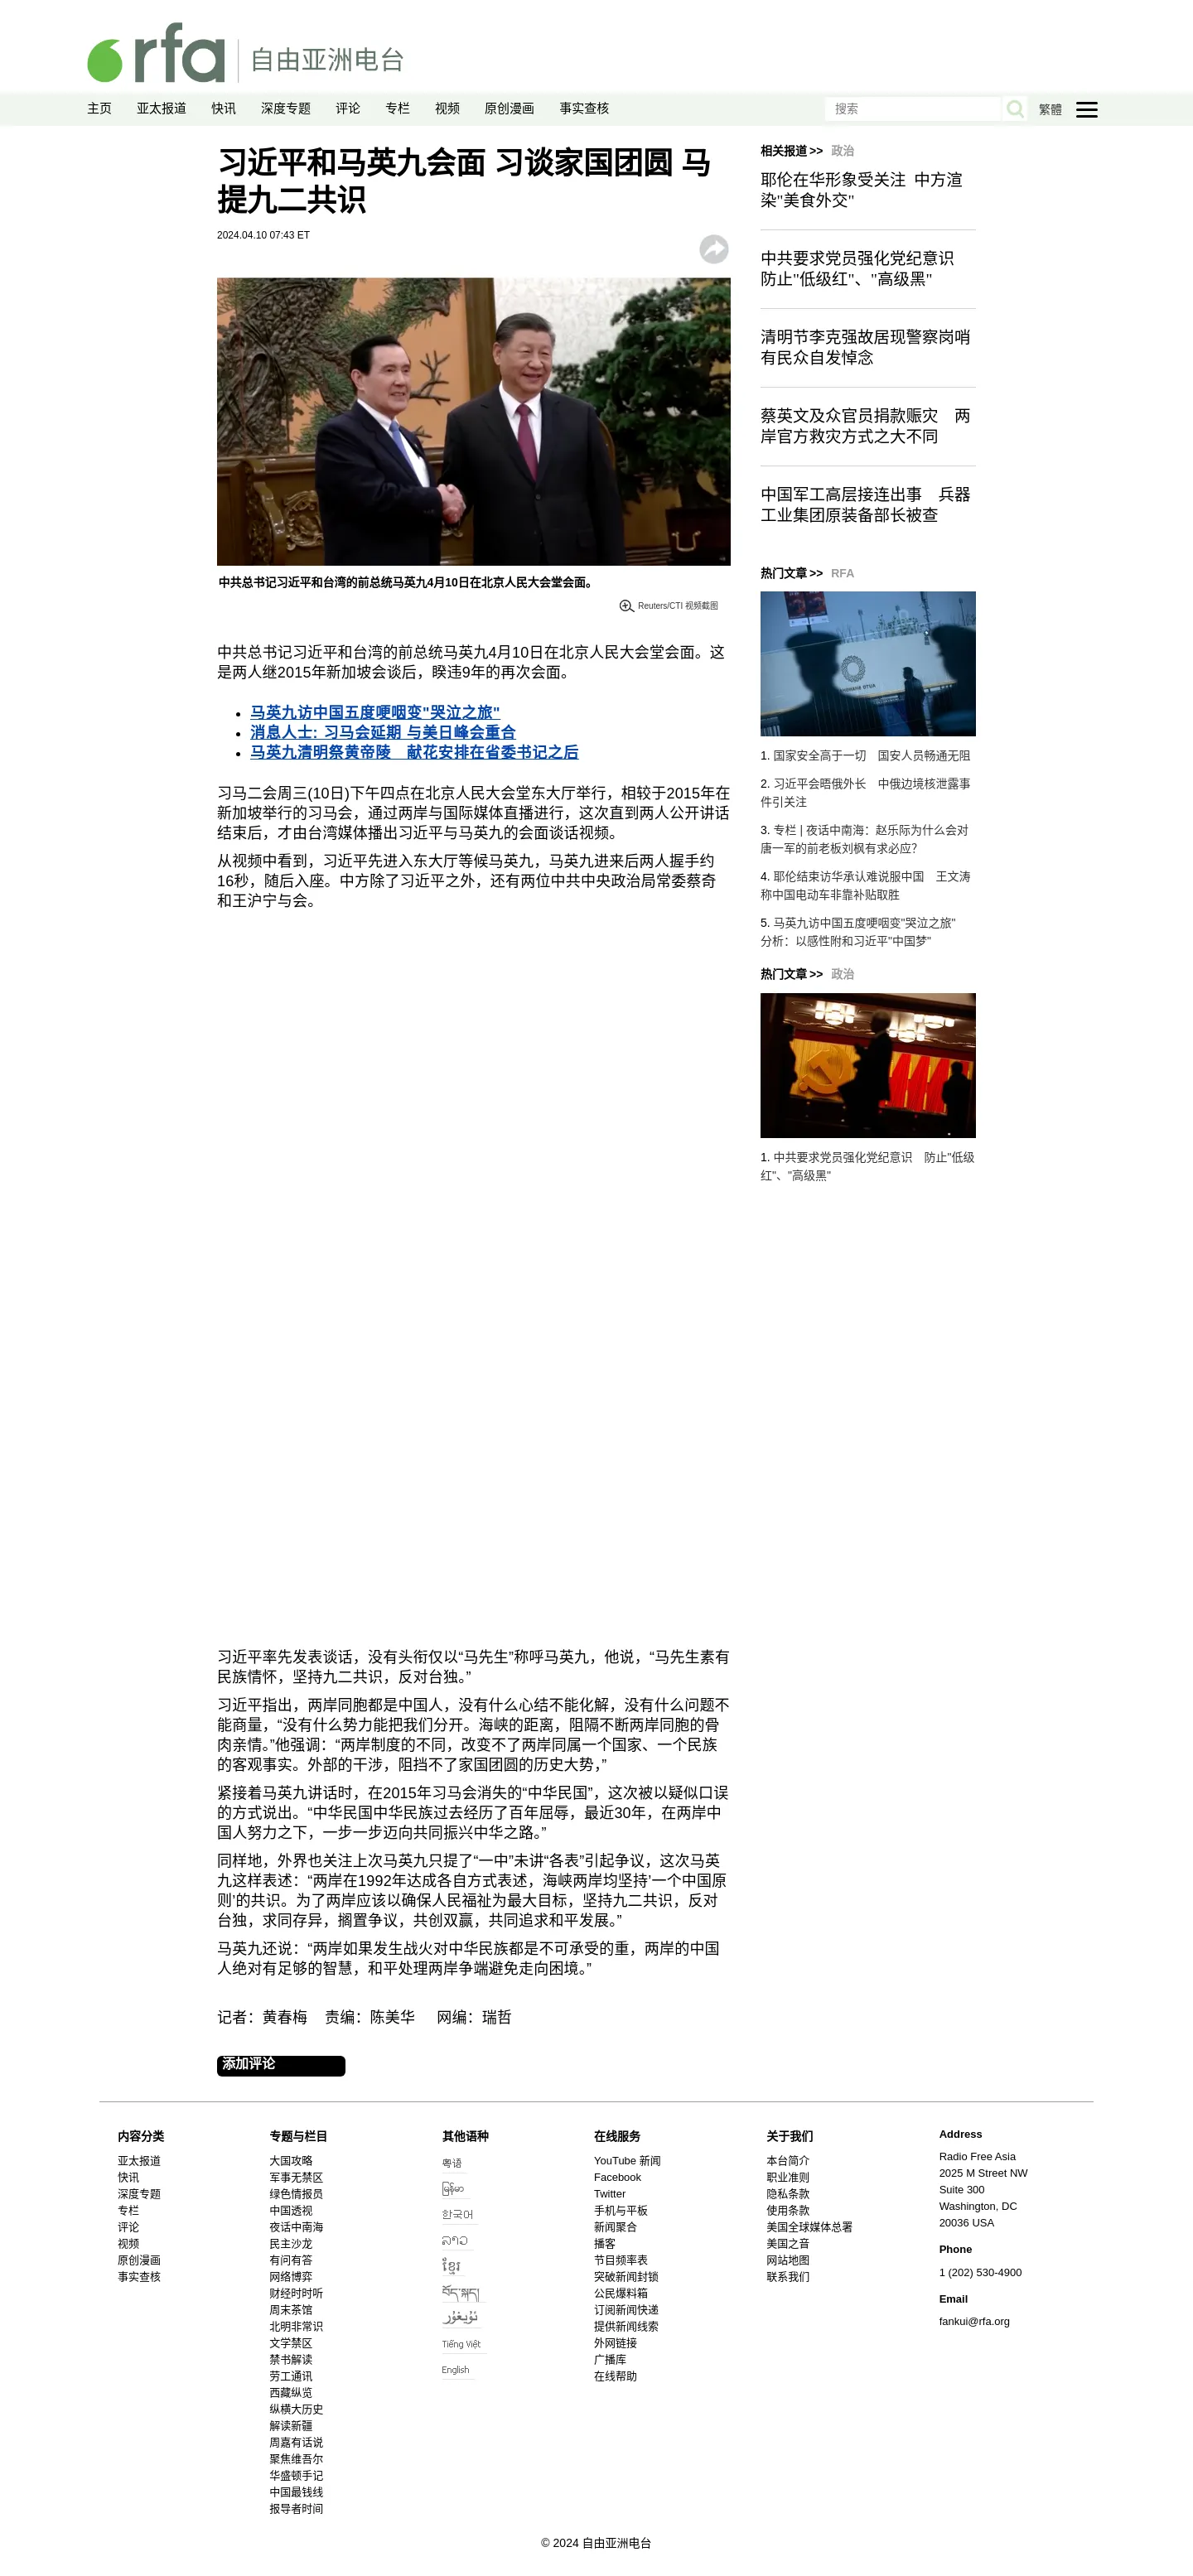 rfa
自由亚洲电台
主页 亚太报道 快讯 深度专题 评论 专栏 视频 原创漫画 事实查核
搜索
繁體
习近平和马英九会面 习谈家国团圆 马
提九二共识
2024.04.10 07:43 ET
中共总书记习近平和台湾的前总统马英九4月10日在北京人民大会堂会面。
Reuters/CTI 视频截图
中共总书记习近平和台湾的前总统马英九4月10日在北京人民大会堂会面。这
是两人继2015年新加坡会谈后，睽违9年的再次会面。
马英九访中国五度哽咽变"哭泣之旅"
消息人士：习马会延期 与美日峰会重合
马英九清明祭黄帝陵　献花安排在省委书记之后
习马二会周三(10日)下午四点在北京人民大会堂东大厅举行，相较于2015年在
新加坡举行的习马会，通过两岸与国际媒体直播进行，这次直到两人公开讲话
结束后，才由台湾媒体播出习近平与马英九的会面谈话视频。
从视频中看到，习近平先进入东大厅等候马英九，马英九进来后两人握手约
16秒，随后入座。中方除了习近平之外，还有两位中共中央政治局常委蔡奇
和王沪宁与会。
习近平率先发表谈话，没有头衔仅以“马先生”称呼马英九，他说，“马先生素有
民族情怀，坚持九二共识，反对台独。”
习近平指出，两岸同胞都是中国人，没有什么心结不能化解，没有什么问题不
能商量，“没有什么势力能把我们分开。海峡的距离，阻隔不断两岸同胞的骨
肉亲情。”他强调：“两岸制度的不同，改变不了两岸同属一个国家、一个民族
的客观事实。外部的干涉，阻挡不了家国团圆的历史大势，”
紧接着马英九讲话时，在2015年习马会消失的“中华民国”，这次被以疑似口误
的方式说出。“中华民国中华民族过去经历了百年屈辱，最近30年，在两岸中
国人努力之下，一步一步迈向共同振兴中华之路。”
同样地，外界也关注上次马英九只提了“一中”未讲“各表”引起争议，这次马英
九这样表述：“两岸在1992年达成各自方式表述，海峡两岸均坚持‘一个中国原
则’的共识。为了两岸应该以确保人民福祉为最大目标，坚持九二共识，反对
台独，求同存异，搁置争议，共创双赢，共同追求和平发展。”
马英九还说：“两岸如果发生战火对中华民族都是不可承受的重，两岸的中国
人绝对有足够的智慧，和平处理两岸争端避免走向困境。”
记者：黄春梅 责编：陈美华 网编：瑞哲
添加评论
相关报道 >> 政治
耶伦在华形象受关注 中方渲
染"美食外交"
中共要求党员强化党纪意识
防止"低级红"、"高级黑"
清明节李克强故居现警察岗哨
有民众自发悼念
蔡英文及众官员捐款赈灾　两
岸官方救灾方式之大不同
中国军工高层接连出事　兵器
工业集团原装备部长被查
热门文章 >> RFA
1. 国家安全高于一切　国安人员畅通无阻
2. 习近平会晤俄外长　中俄边境核泄露事
件引关注
3. 专栏 | 夜话中南海：赵乐际为什么会对
唐一军的前老板刘枫有求必应？
4. 耶伦结束访华承认难说服中国　王文涛
称中国电动车非靠补贴取胜
5. 马英九访中国五度哽咽变"哭泣之旅"
分析：以感性附和习近平"中国梦"
热门文章 >> 政治
1. 中共要求党员强化党纪意识　防止"低级
红"、"高级黑"
内容分类
亚太报道
快讯
深度专题
专栏
评论
视频
原创漫画
事实查核
专题与栏目
大国攻略
军事无禁区
绿色情报员
中国透视
夜话中南海
民主沙龙
有问有答
网络博弈
财经时时听
周末茶馆
北明非常识
文学禁区
禁书解读
劳工通讯
西藏纵览
纵横大历史
解读新疆
周嘉有话说
聚焦维吾尔
华盛顿手记
中国最钱线
报导者时间
其他语种
粤语
မြန်မာ
한국어
ລາວ
ខ្មែរ
བོད་སྐད།
ئۇيغۇر
Tiếng Việt
English
在线服务
YouTube 新闻
Facebook
Twitter
手机与平板
新闻聚合
播客
节目频率表
突破新闻封锁
公民爆料箱
订阅新闻快递
提供新闻线索
外网链接
广播库
在线帮助
关于我们
本台简介
职业准则
隐私条款
使用条款
美国全球媒体总署
美国之音
网站地图
联系我们
Address
Radio Free Asia
2025 M Street NW
Suite 300
Washington, DC
20036 USA
Phone
1 (202) 530-4900
Email
fankui@rfa.org
© 2024 自由亚洲电台